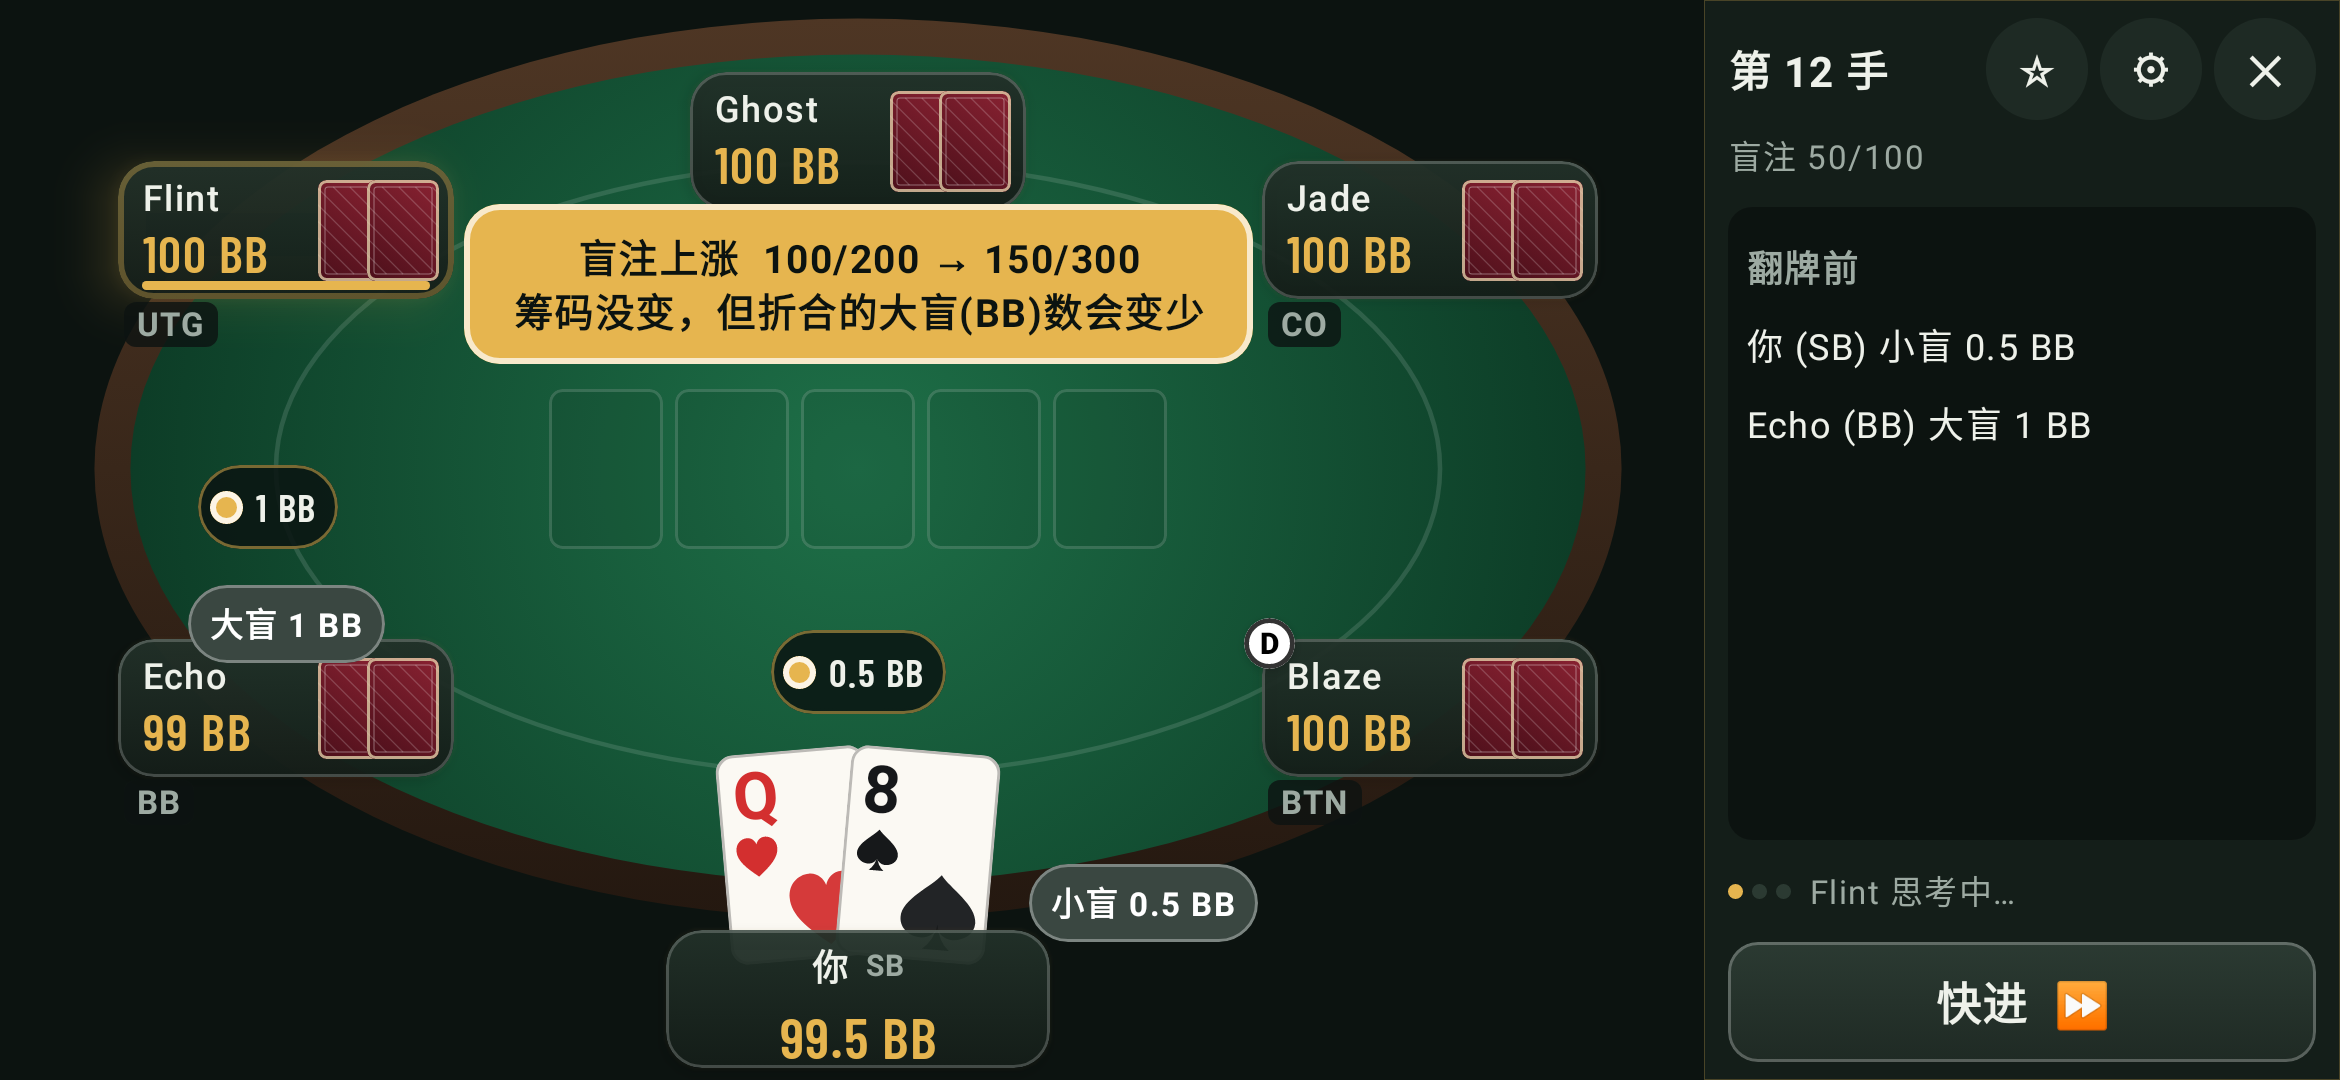 Ghost
100 BB
Flint
100 BB
UTG
Jade
100 BB
CO
盲注上涨 100/200 → 150/300
筹码没变，但折合的大盲(BB)数会变少
1 BB
大盲 1 BB
Echo
99 BB
BB
0.5 BB
D
Blaze
100 BB
BTN
Q
8
小盲 0.5 BB
你 SB
99.5 BB
第 12 手
盲注 50/100
翻牌前
你 (SB) 小盲 0.5 BB
Echo (BB) 大盲 1 BB
Flint 思考中...
快进